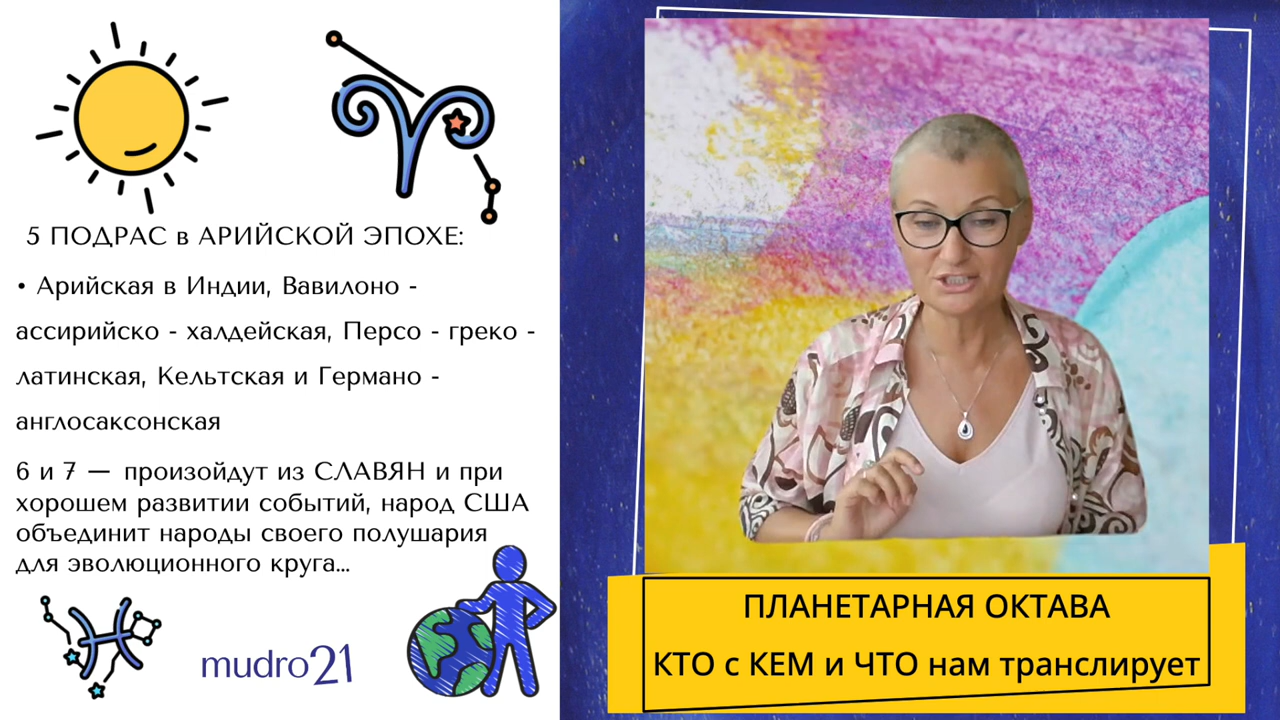 5 ПОДРАС в АРИЙСКОЙ ЭПОХЕ:
• Арийская в Индии, Вавилоно -
ассирийско - халдейская, Персо - греко -
латинская, Кельтская и Германо -
англосаксонская
6 и 7 — произойдут из СЛАВЯН и при
хорошем развитии событий, народ США
объединит народы своего полушария
для эволюционного круга...
mudro21
ПЛАНЕТАРНАЯ ОКТАВА
КТО с КЕМ и ЧТО нам транслирует